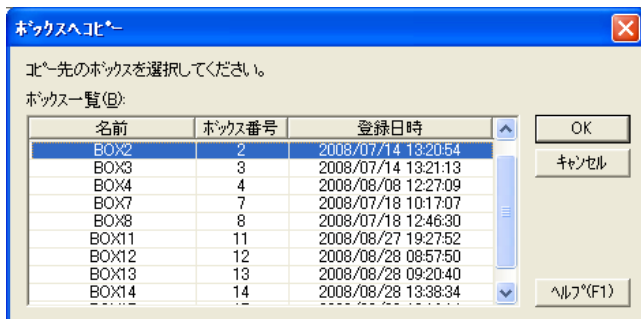 ボックスへコピー
コピー先のボックスを選択してください。
ボックス一覧(B):
名前 ボックス番号 登録日時
BOX2 2 2008/07/14 13:20:54
BOX3 3 2008/07/14 13:21:13
BOX4 4 2008/08/08 12:27:09
BOX7 7 2008/07/18 10:17:07
BOX8 8 2008/07/18 12:46:30
BOX11 11 2008/08/27 19:27:52
BOX12 12 2008/08/28 08:57:50
BOX13 13 2008/08/28 09:20:40
BOX14 14 2008/08/28 13:38:34
OK
キャンセル
ヘルプ(F1)